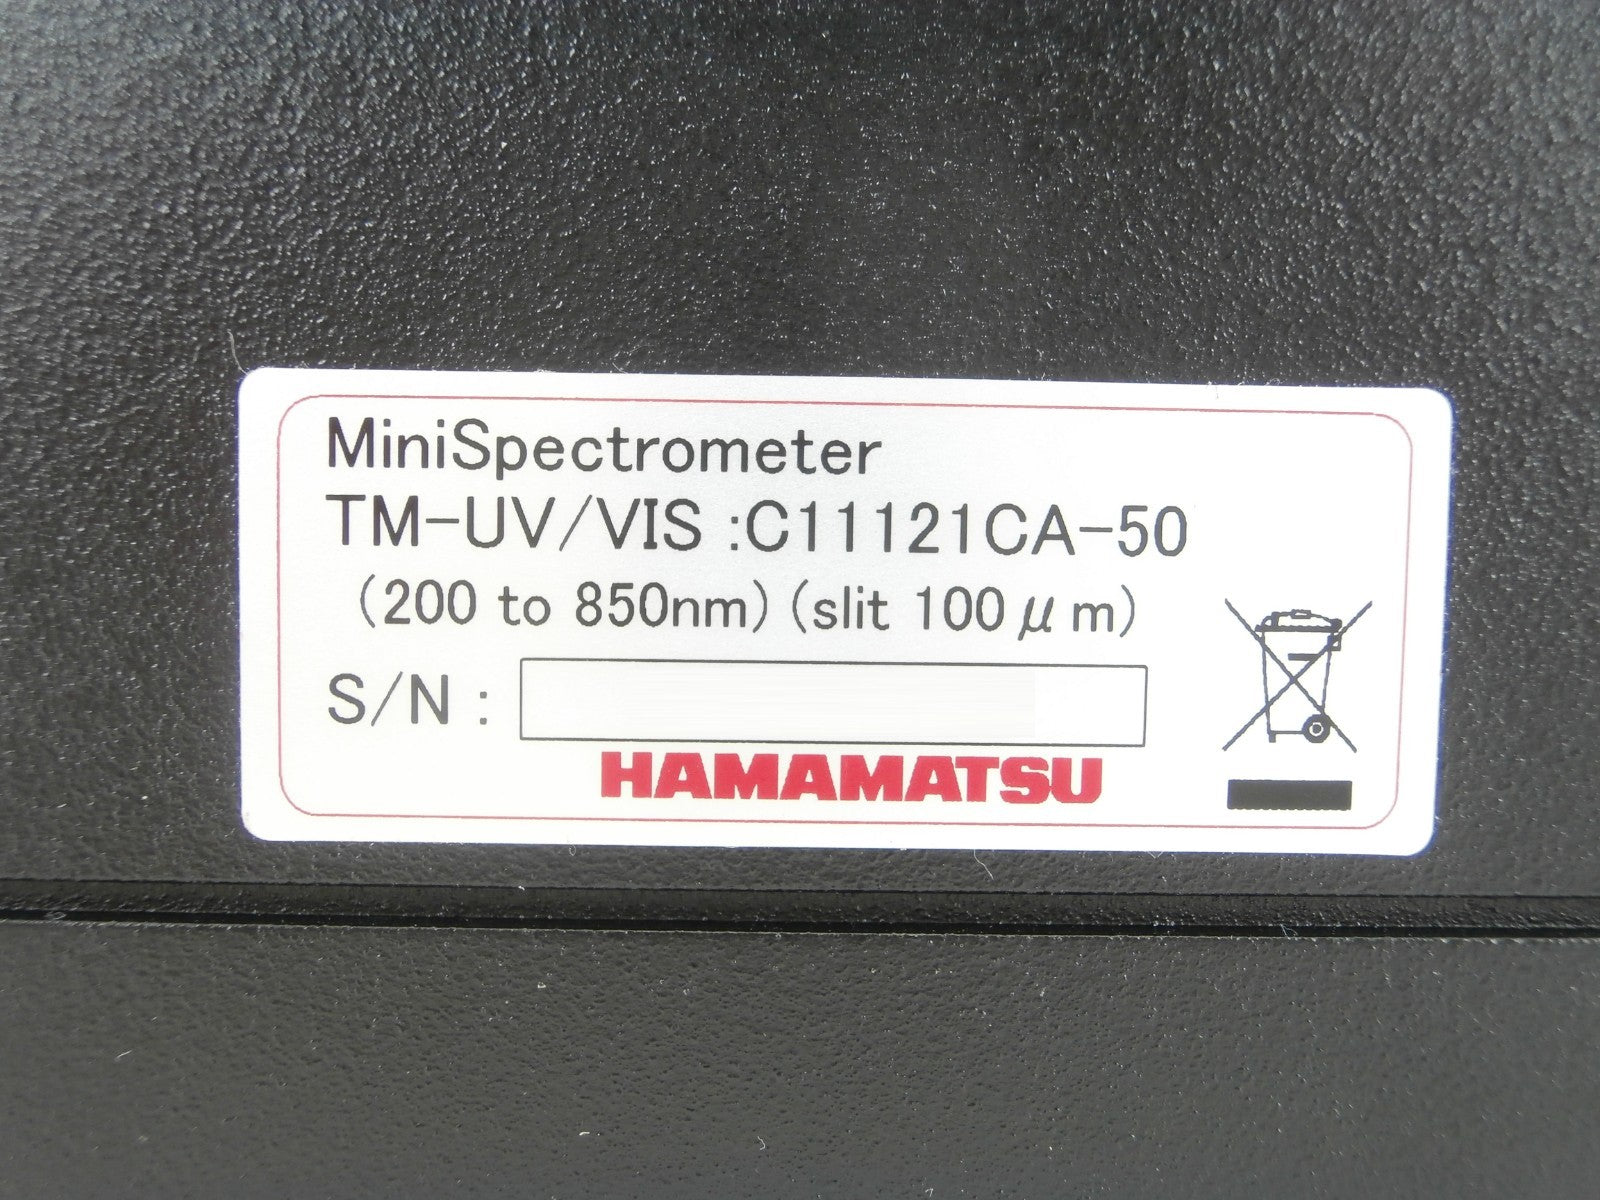 MiniSpectrometer
TM-UV/VIS :C11121CA-50
(200 to 850nm) (slit 100μm)
S/N :
HAMAMATSU